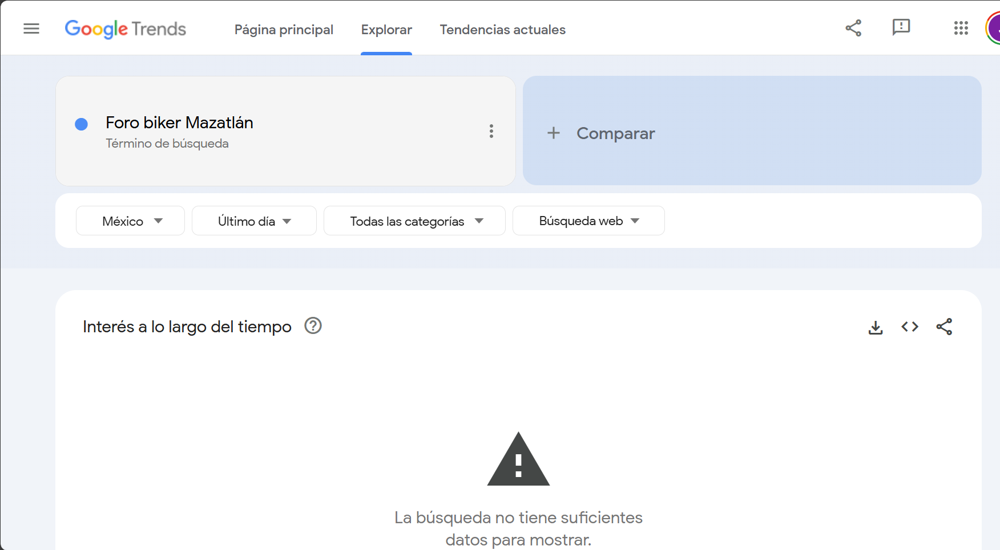 Google Trends
Página principal
Explorar
Tendencias actuales
Foro biker Mazatlán
Término de búsqueda
Comparar
México
Último día
Todas las categorías
Búsqueda web
Interés a lo largo del tiempo
La búsqueda no tiene suficientes
datos para mostrar.